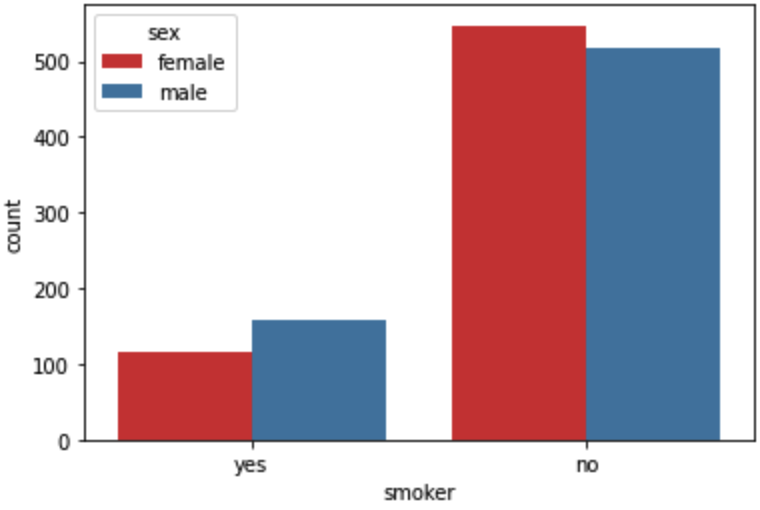 sex
female
male
count
500
400
300
200
100
0
yes
no
smoker